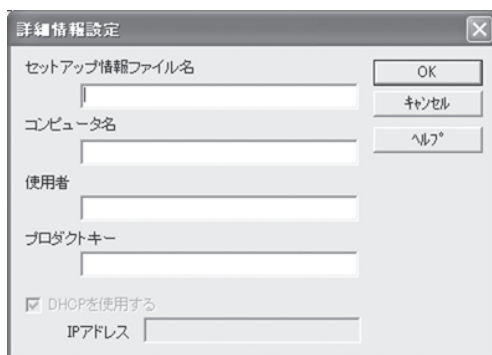 詳細情報設定
セットアップ情報ファイル名
OK
キャンセル
コンピュータ名
ヘルプ
使用者
プロダクトキー
DHCPを使用する
IPアドレス